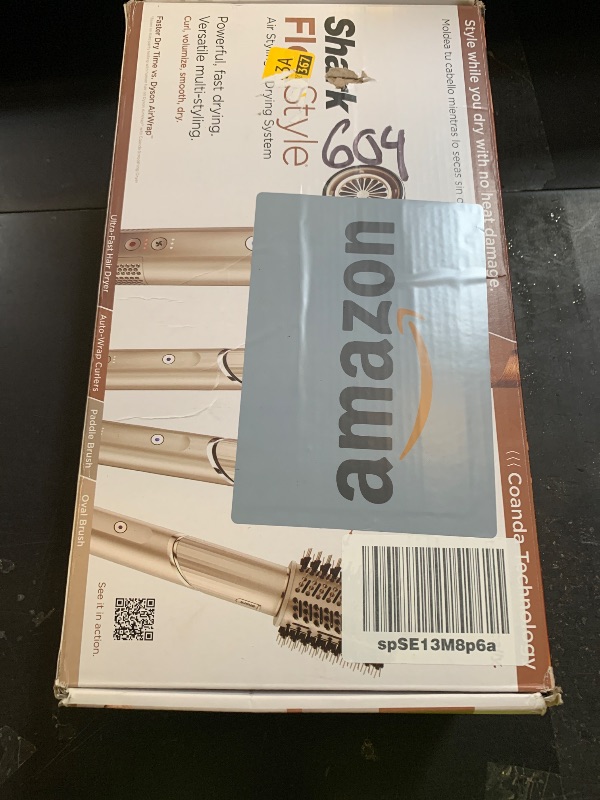 Style while you dry with no heat damage.
Moldea tu cabello mientras lo secas sin
Shark
FlexStyle
Air Styling Drying System
367
3A
604
Powerful, fast drying.
Versatile multi-styling.
Curl, volumize, smooth, dry.
Faster Dry Time vs. Dyson AirWrap
amazon
((( Coanda Technology
Ultra-Fast Hair Dryer
Auto-Wrap Curlers
Paddle Brush
Oval Brush
See it in action.
spSE13M8p6a